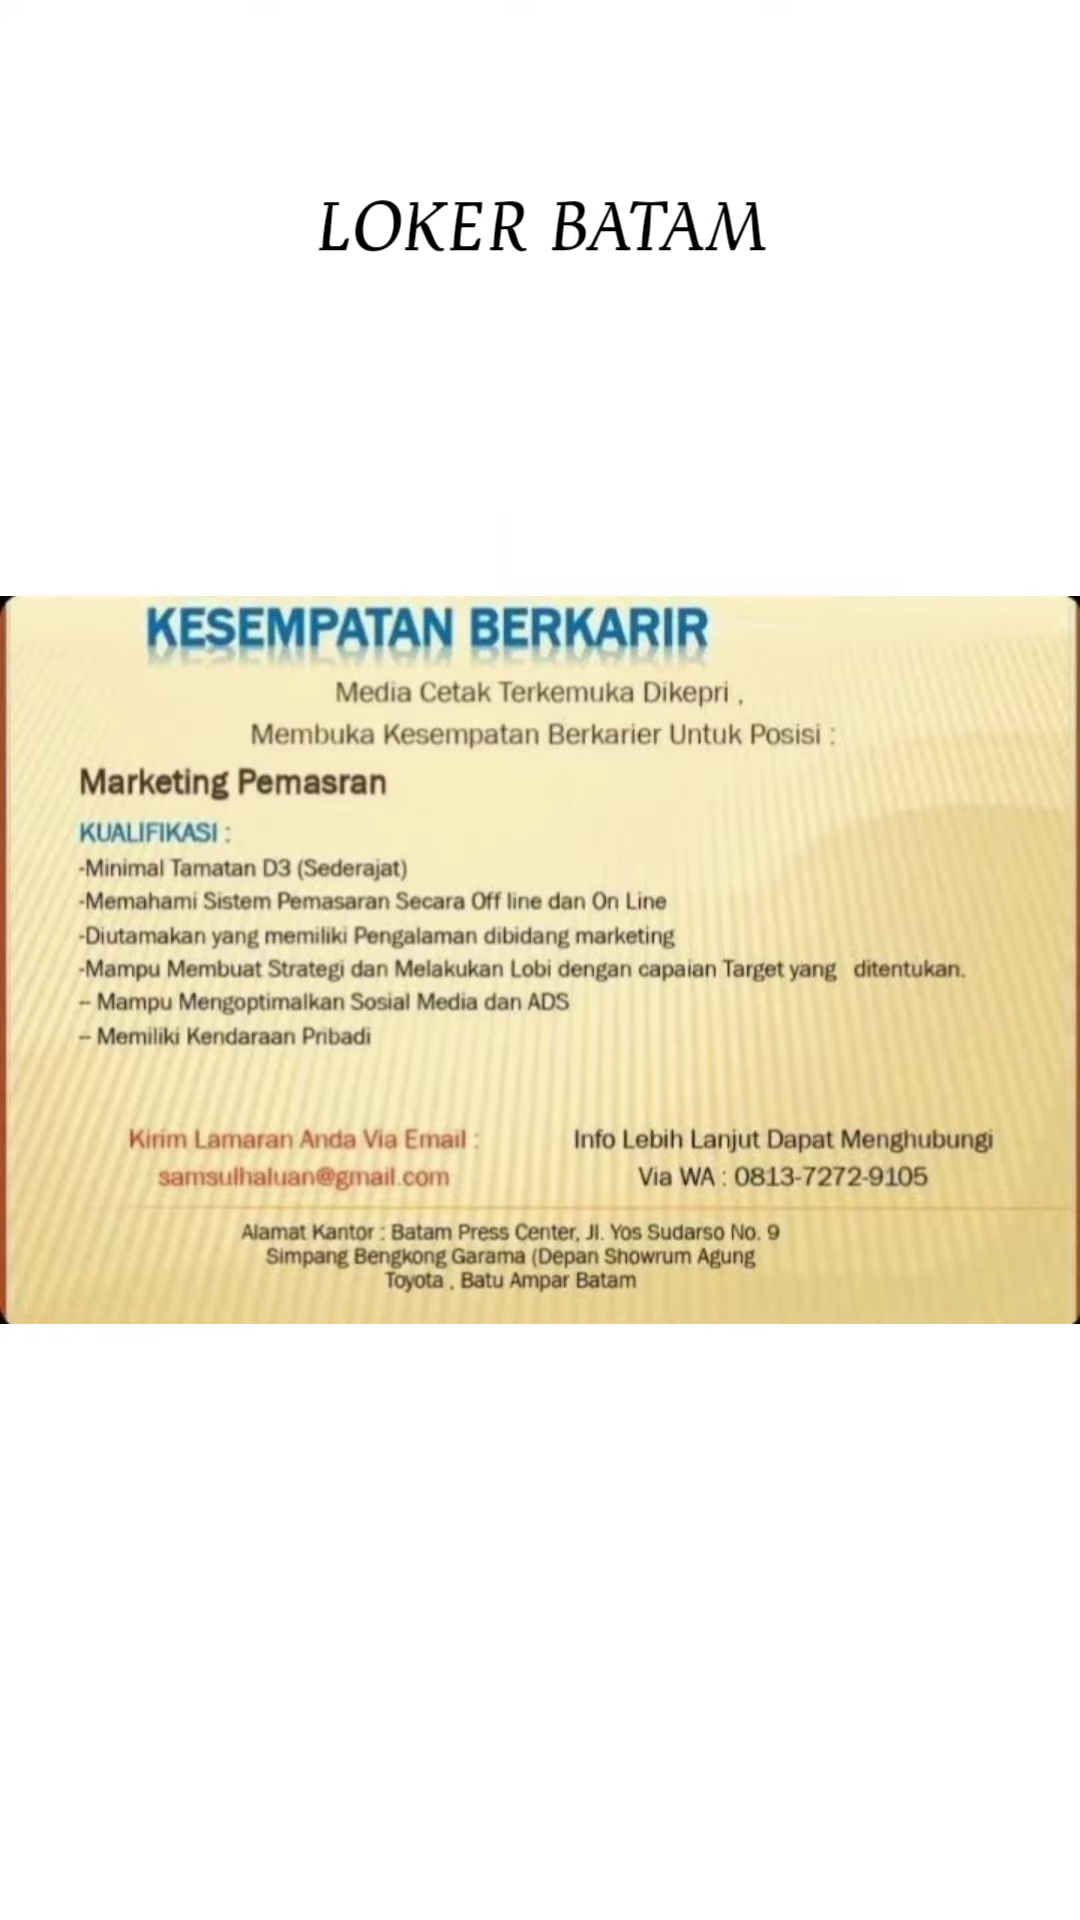 LOKER BATAM
KESEMPATAN BERKARIR
Media Cetak Terkemuka Dikepri ,
Membuka Kesempatan Berkarier Untuk Posisi :
Marketing Pemasran
KUALIFIKASI :
-Minimal Tamatan D3 (Sederajat)
-Memahami Sistem Pemasaran Secara Off line dan On Line
-Diutamakan yang memiliki Pengalaman dibidang marketing
-Mampu Membuat Strategi dan Melakukan Lobi dengan capaian Target yang ditentukan.
– Mampu Mengoptimalkan Sosial Media dan ADS
– Memiliki Kendaraan Pribadi
Kirim Lamaran Anda Via Email :
samsulhaluan@gmail.com
Info Lebih Lanjut Dapat Menghubungi
Via WA : 0813-7272-9105
Alamat Kantor : Batam Press Center, Jl. Yos Sudarso No. 9
Simpang Bengkong Garama (Depan Showrum Agung
Toyota , Batu Ampar Batam